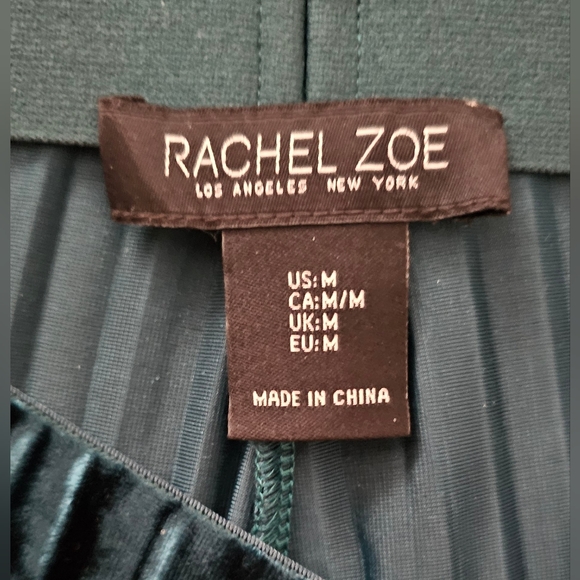 RACHEL ZOE
LOS ANGELES NEW YORK
US:M
CA:M/M
UK:M
EU:M
MADE IN CHINA